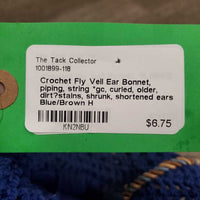 The Tack Collector
1001899-118
Crochet Fly Veil Ear Bonnet,
piping, string *gc, curled, older,
dirt?stains, shrunk, shortened ears
Blue/Brown H
KN2NBU
$6.75